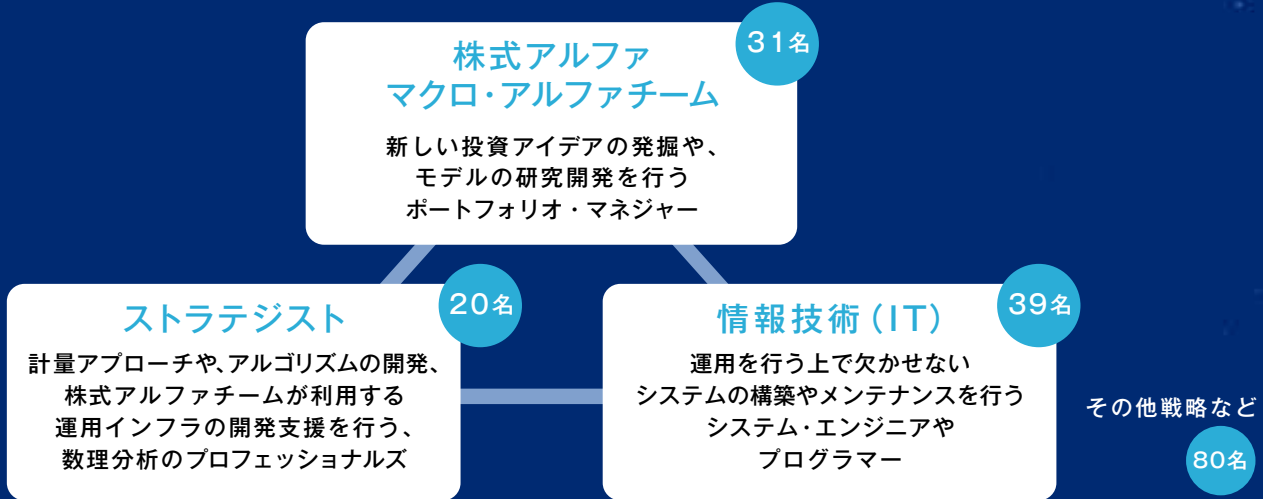 株式アルファ
マクロ・アルファチーム
31名
新しい投資アイデアの発掘や、
モデルの研究開発を行う
ポートフォリオ・マネジャー
ストラテジスト
20名
計量アプローチや、アルゴリズムの開発、
株式アルファチームが利用する
運用インフラの開発支援を行う、
数理分析のプロフェッショナルズ
情報技術（IT）
39名
運用を行う上で欠かせない
システムの構築やメンテナンスを行う
システム・エンジニアや
プログラマー
その他戦略など
80名